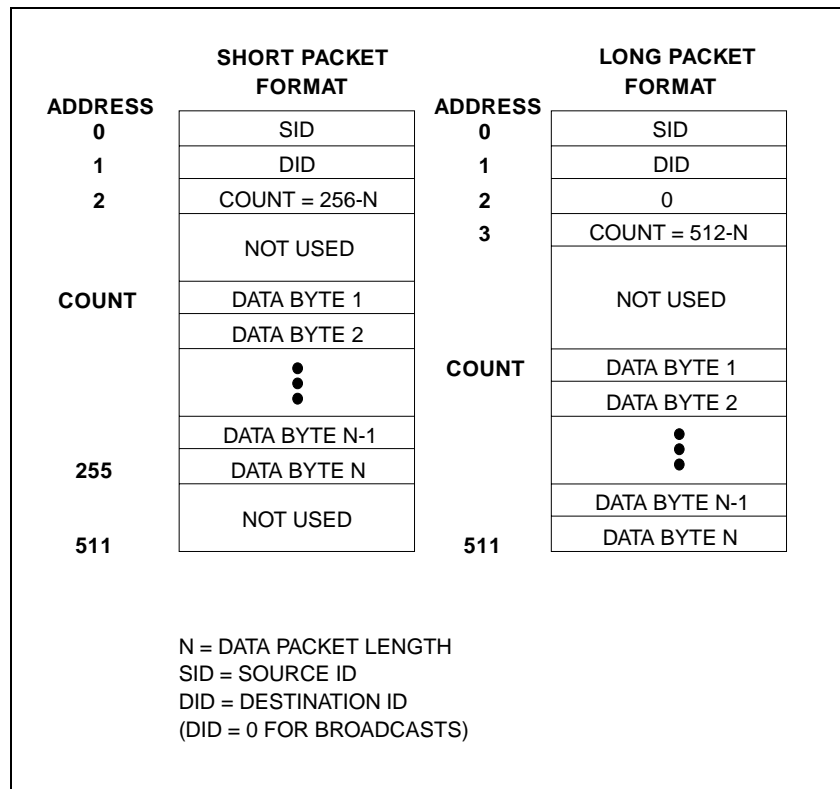 SHORT PACKET
FORMAT
ADDRESS
0 SID
1 DID
2 COUNT = 256-N
NOT USED
COUNT DATA BYTE 1
DATA BYTE 2
DATA BYTE N-1
255 DATA BYTE N
NOT USED
511
LONG PACKET
FORMAT
ADDRESS
0 SID
1 DID
2 0
3 COUNT = 512-N
NOT USED
COUNT DATA BYTE 1
DATA BYTE 2
DATA BYTE N-1
511 DATA BYTE N
N = DATA PACKET LENGTH
SID = SOURCE ID
DID = DESTINATION ID
(DID = 0 FOR BROADCASTS)